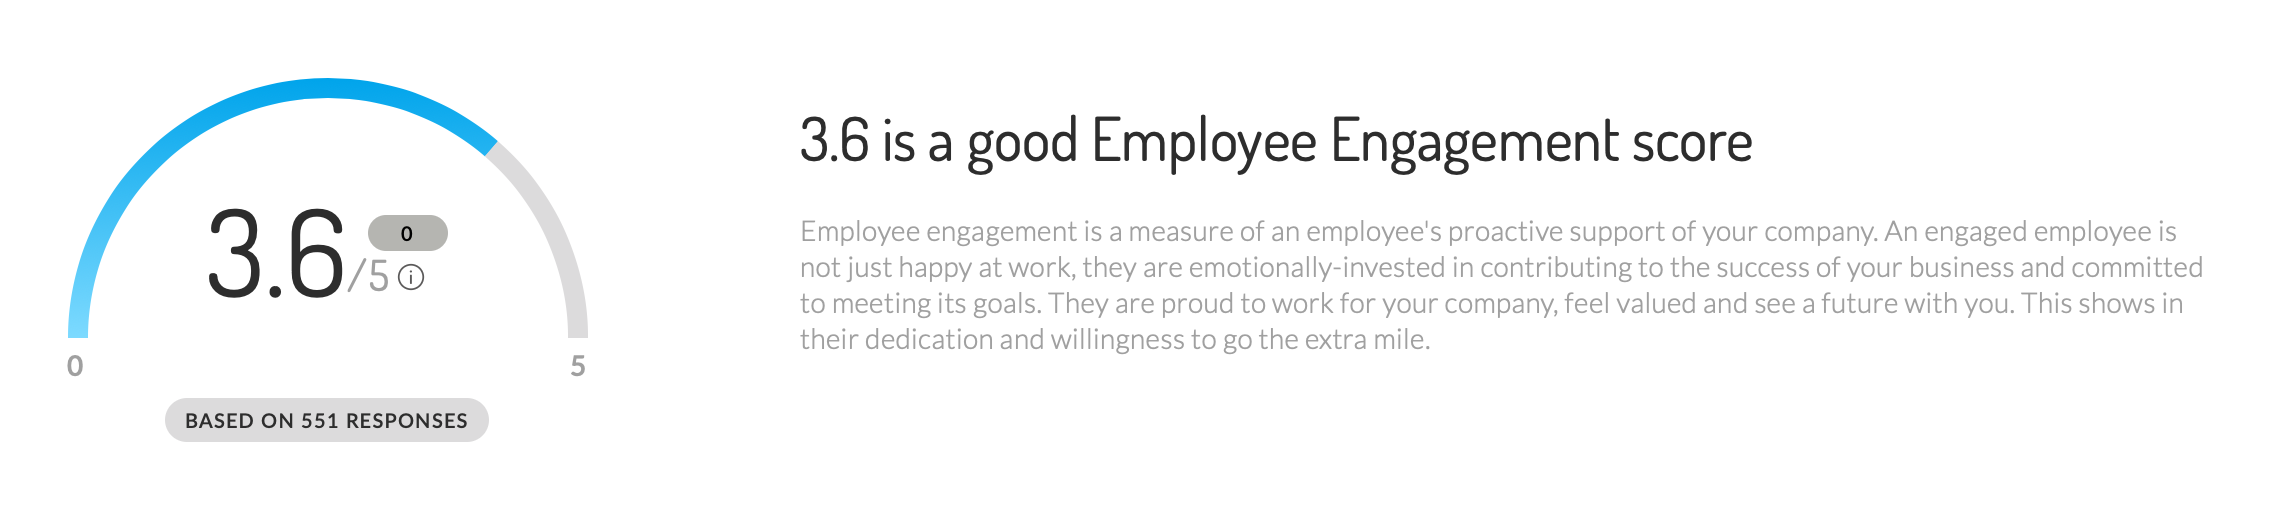 3.6 is a good Employee Engagement score
3.6
0
/5
i
Employee engagement is a measure of an employee's proactive support of your company. An engaged employee is
not just happy at work, they are emotionally-invested in contributing to the success of your business and committed
to meeting its goals. They are proud to work for your company, feel valued and see a future with you. This shows in
their dedication and willingness to go the extra mile.
0
5
BASED ON 551 RESPONSES